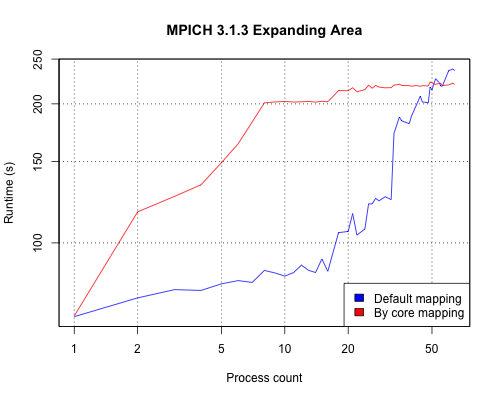 MPICH 3.1.3 Expanding Area
Runtime (s)
250
200
150
100
Default mapping
By core mapping
1 2 5 10 20 50
Process count